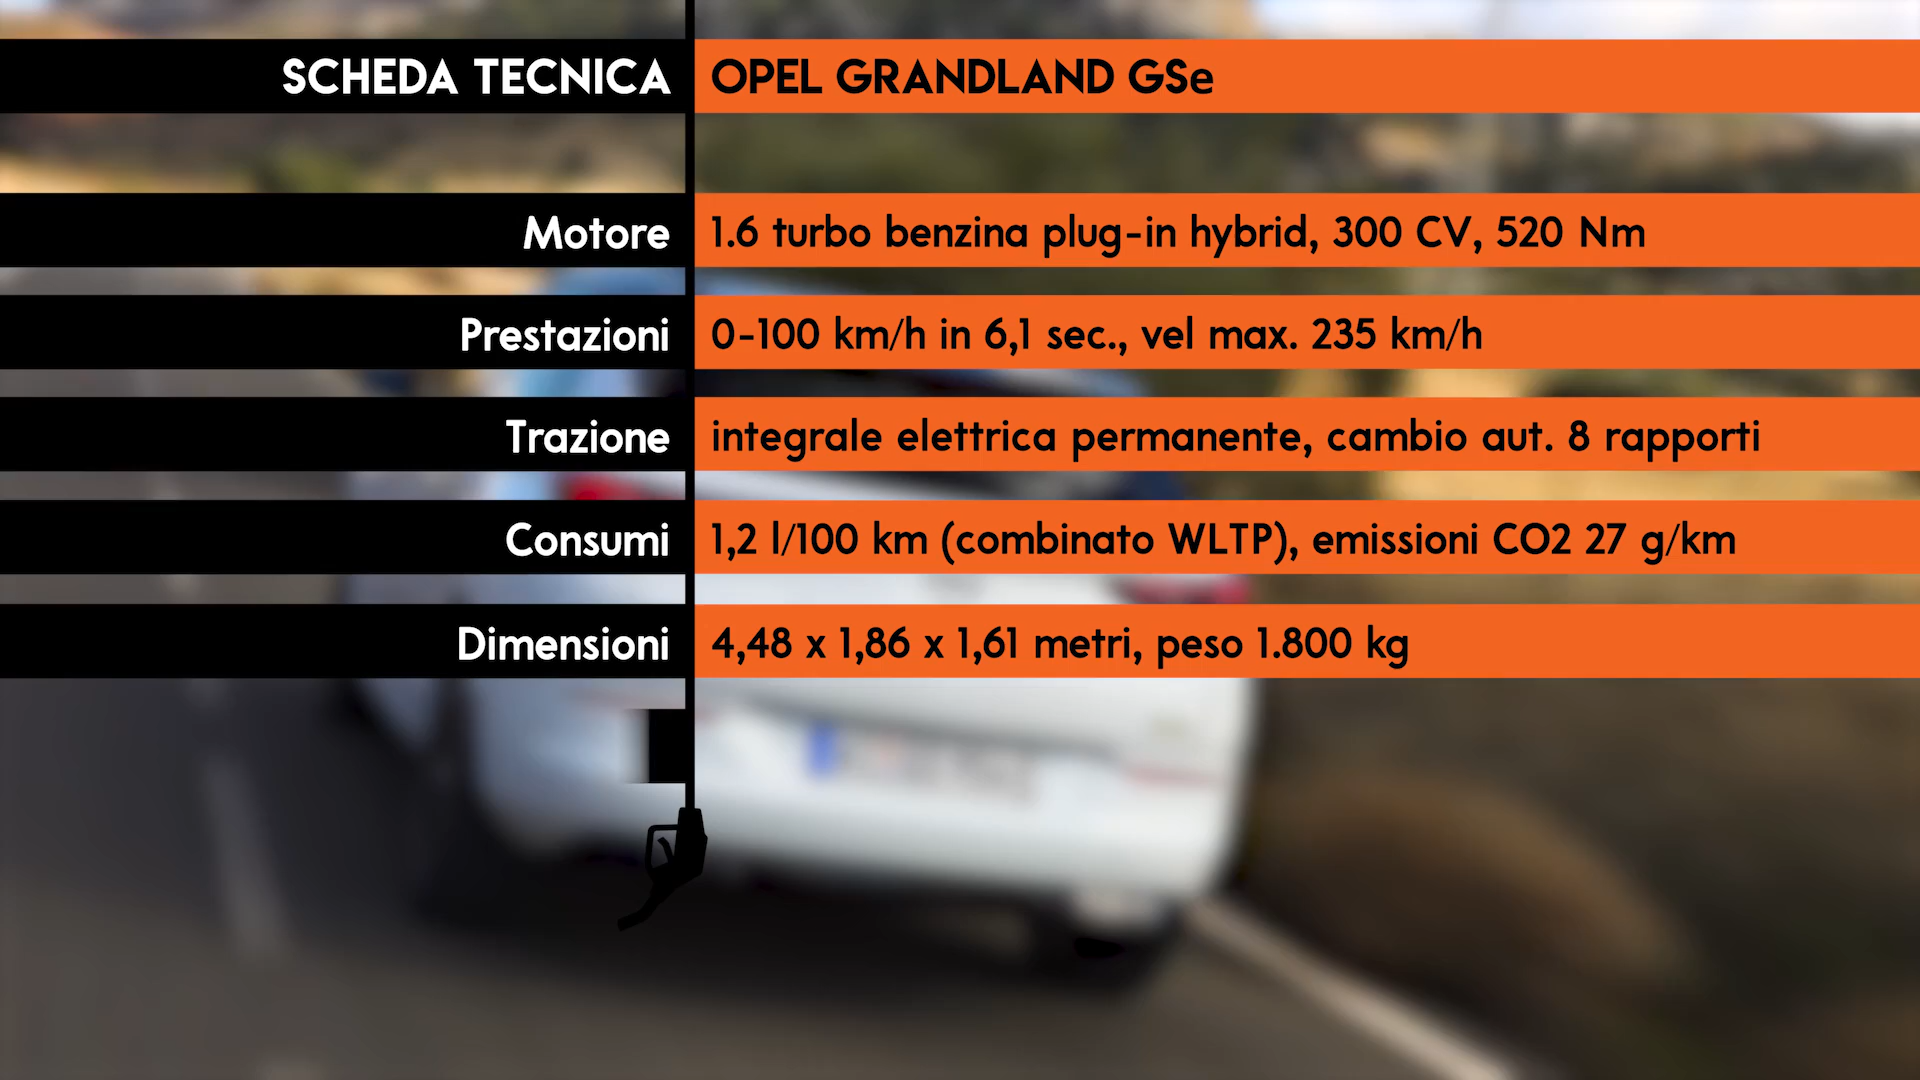 SCHEDA TECNICA OPEL GRANDLAND GSe
Motore 1.6 turbo benzina plug-in hybrid, 300 CV, 520 Nm
Prestazioni 0-100 km/h in 6,1 sec., vel max. 235 km/h
Trazione integrale elettrica permanente, cambio aut. 8 rapporti
Consumi 1,2 l/100 km (combinato WLTP), emissioni CO2 27 g/km
Dimensioni 4,48 x 1,86 x 1,61 metri, peso 1.800 kg